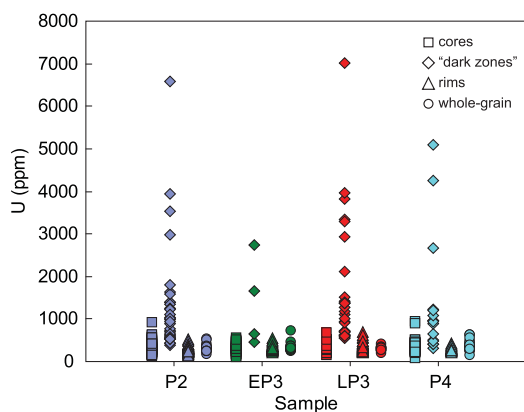 8000
7000
6000
5000
4000
3000
2000
1000
0
U (ppm)
cores
“dark zones”
rims
whole-grain
P2 EP3 LP3 P4
Sample